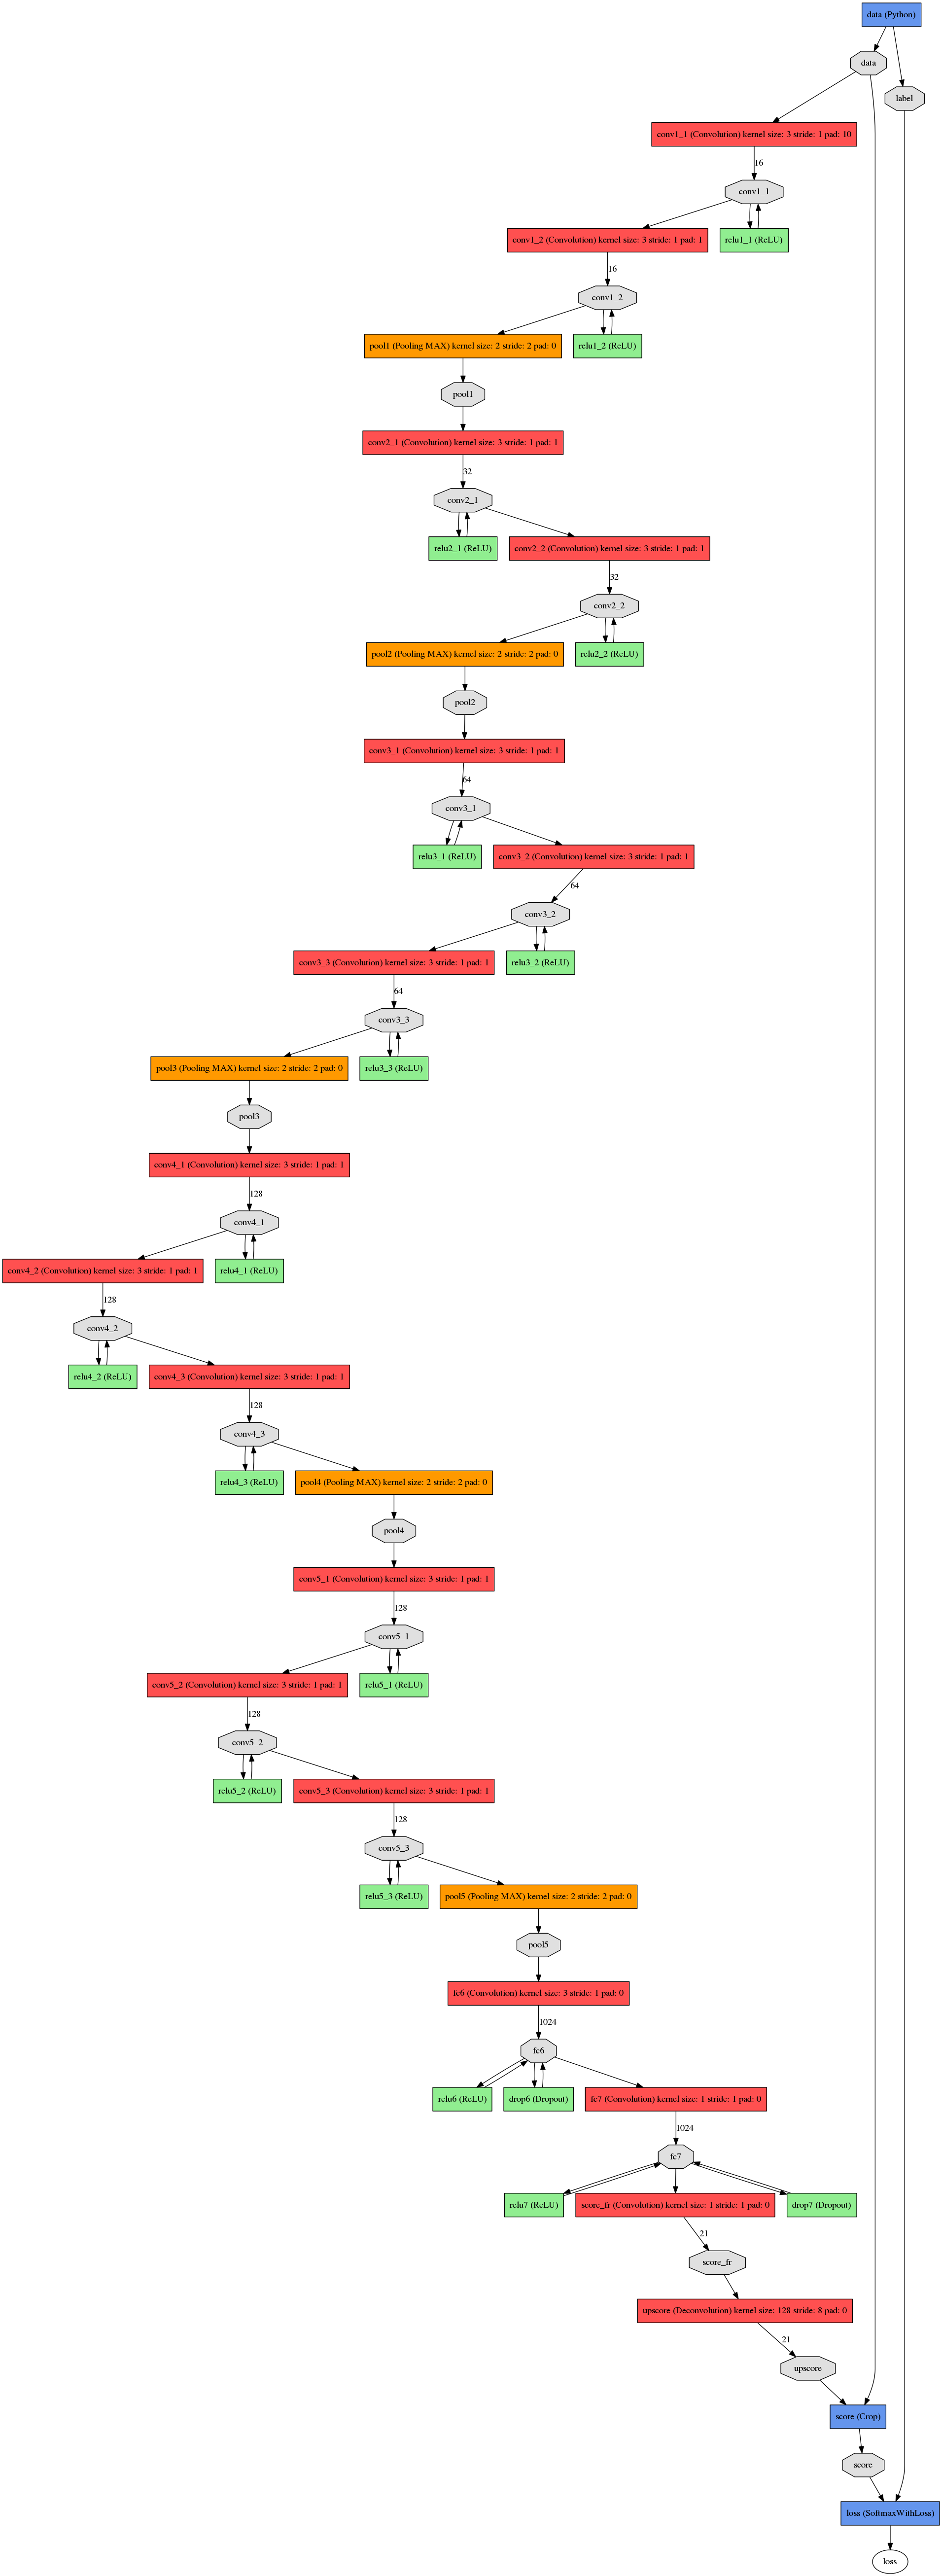 data (Python)
data
label
conv1_1 (Convolution) kernel size: 3 stride: 1 pad: 10
16
conv1_1
conv1_2 (Convolution) kernel size: 3 stride: 1 pad: 1
relu1_1 (ReLU)
16
conv1_2
pool1 (Pooling MAX) kernel size: 2 stride: 2 pad: 0
relu1_2 (ReLU)
pool1
conv2_1 (Convolution) kernel size: 3 stride: 1 pad: 1
32
conv2_1
relu2_1 (ReLU)
conv2_2 (Convolution) kernel size: 3 stride: 1 pad: 1
32
conv2_2
pool2 (Pooling MAX) kernel size: 2 stride: 2 pad: 0
relu2_2 (ReLU)
pool2
conv3_1 (Convolution) kernel size: 3 stride: 1 pad: 1
64
conv3_1
relu3_1 (ReLU)
conv3_2 (Convolution) kernel size: 3 stride: 1 pad: 1
64
conv3_2
conv3_3 (Convolution) kernel size: 3 stride: 1 pad: 1
relu3_2 (ReLU)
64
conv3_3
pool3 (Pooling MAX) kernel size: 2 stride: 2 pad: 0
relu3_3 (ReLU)
pool3
conv4_1 (Convolution) kernel size: 3 stride: 1 pad: 1
128
conv4_1
conv4_2 (Convolution) kernel size: 3 stride: 1 pad: 1
relu4_1 (ReLU)
128
conv4_2
relu4_2 (ReLU)
conv4_3 (Convolution) kernel size: 3 stride: 1 pad: 1
128
conv4_3
relu4_3 (ReLU)
pool4 (Pooling MAX) kernel size: 2 stride: 2 pad: 0
pool4
conv5_1 (Convolution) kernel size: 3 stride: 1 pad: 1
128
conv5_1
conv5_2 (Convolution) kernel size: 3 stride: 1 pad: 1
relu5_1 (ReLU)
128
conv5_2
relu5_2 (ReLU)
conv5_3 (Convolution) kernel size: 3 stride: 1 pad: 1
128
conv5_3
relu5_3 (ReLU)
pool5 (Pooling MAX) kernel size: 2 stride: 2 pad: 0
pool5
fc6 (Convolution) kernel size: 3 stride: 1 pad: 0
1024
fc6
relu6 (ReLU)
drop6 (Dropout)
fc7 (Convolution) kernel size: 1 stride: 1 pad: 0
1024
fc7
relu7 (ReLU)
score_fr (Convolution) kernel size: 1 stride: 1 pad: 0
drop7 (Dropout)
21
score_fr
upscore (Deconvolution) kernel size: 128 stride: 8 pad: 0
21
upscore
score (Crop)
score
loss (SoftmaxWithLoss)
loss